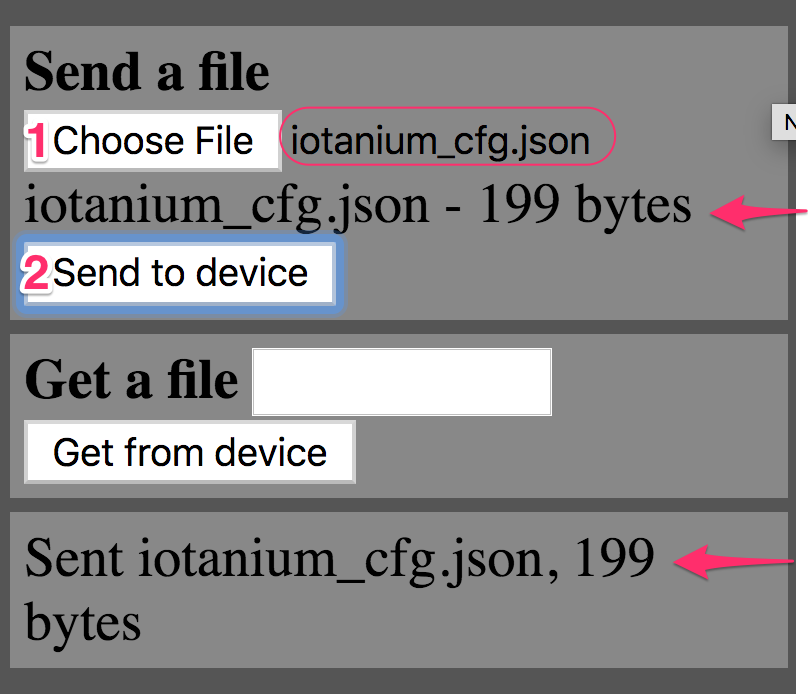 Send a file
1 Choose File iotanium_cfg.json
N
iotanium_cfg.json - 199 bytes
2 Send to device
Get a file
Get from device
Sent iotanium_cfg.json, 199
bytes